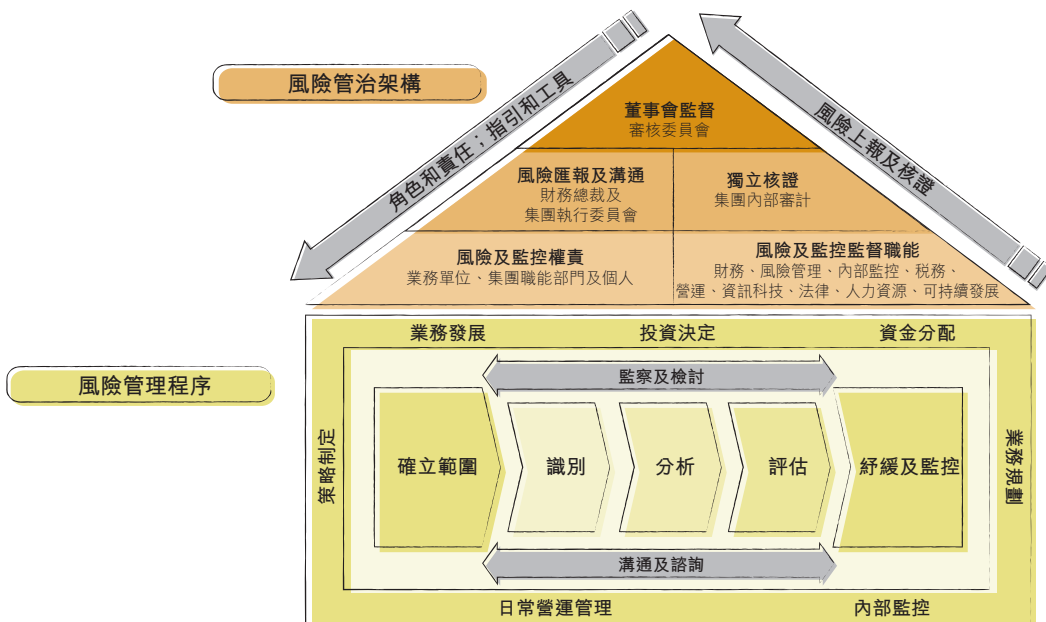 風險管治架構
角色和責任；指引和工具
風險上報及核證
董事會監督
審核委員會
風險匯報及溝通
財務總裁及
集團執行委員會
獨立核證
集團內部審計
風險及監控權責
業務單位、集團職能部門及個人
風險及監控監督職能
財務、風險管理、內部監控、税務、
營運、資訊科技、法律、人力資源、可持續發展
風險管理程序
業務發展
投資決定
資金分配
監察及檢討
策略制定
確立範圍
識別
分析
評估
紓緩及監控
業務規劃
溝通及諮詢
日常營運管理
內部監控